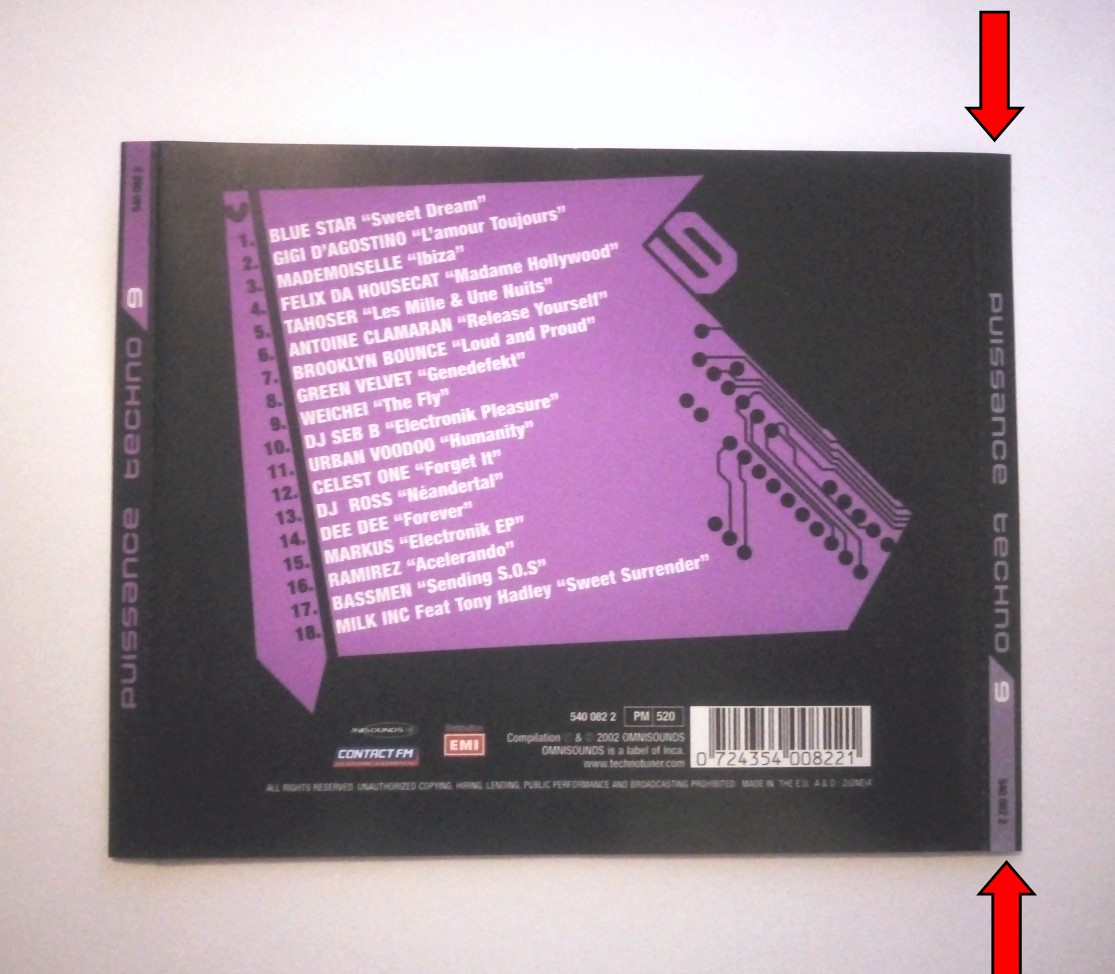 540 082 2
puissance techno 9
1. BLUE STAR “Sweet Dream”
2. GIGI D’AGOSTINO “L’amour Toujours”
3. MADEMOISELLE “Ibiza”
4. FELIX DA HOUSECAT “Madame Hollywood”
5. TAHOSER “Les Mille & Une Nuits”
6. ANTOINE CLAMARAN “Release Yourself”
7. BROOKLYN BOUNCE “Loud and Proud”
8. GREEN VELVET “Genedefekt”
9. WEICHEI “The Fly”
10. DJ SEB B “Electronik Pleasure”
11. URBAN VOODOO “Humanity”
12. CELEST ONE “Forget It”
13. DJ ROSS “Néandertal”
14. DEE DEE “Forever”
15. MARKUS “Electronik EP”
16. RAMIREZ “Acelerando”
17. BASSMEN “Sending S.O.S”
18. MILK INC Feat Tony Hadley “Sweet Surrender”
9
puissance techno 9
540 082 2
CONTACT FM
EMI
540 082 2 PM 520
Compilation & 2002 OMNISOUNDS
OMNISOUNDS is a label of Inca.
www.technotuner.com
0 724354 008221
ALL RIGHTS RESERVED. UNAUTHORIZED COPYING, HIRING, LENDING, PUBLIC PERFORMANCE AND BROADCASTING PROHIBITED. MADE IN THE E.U.